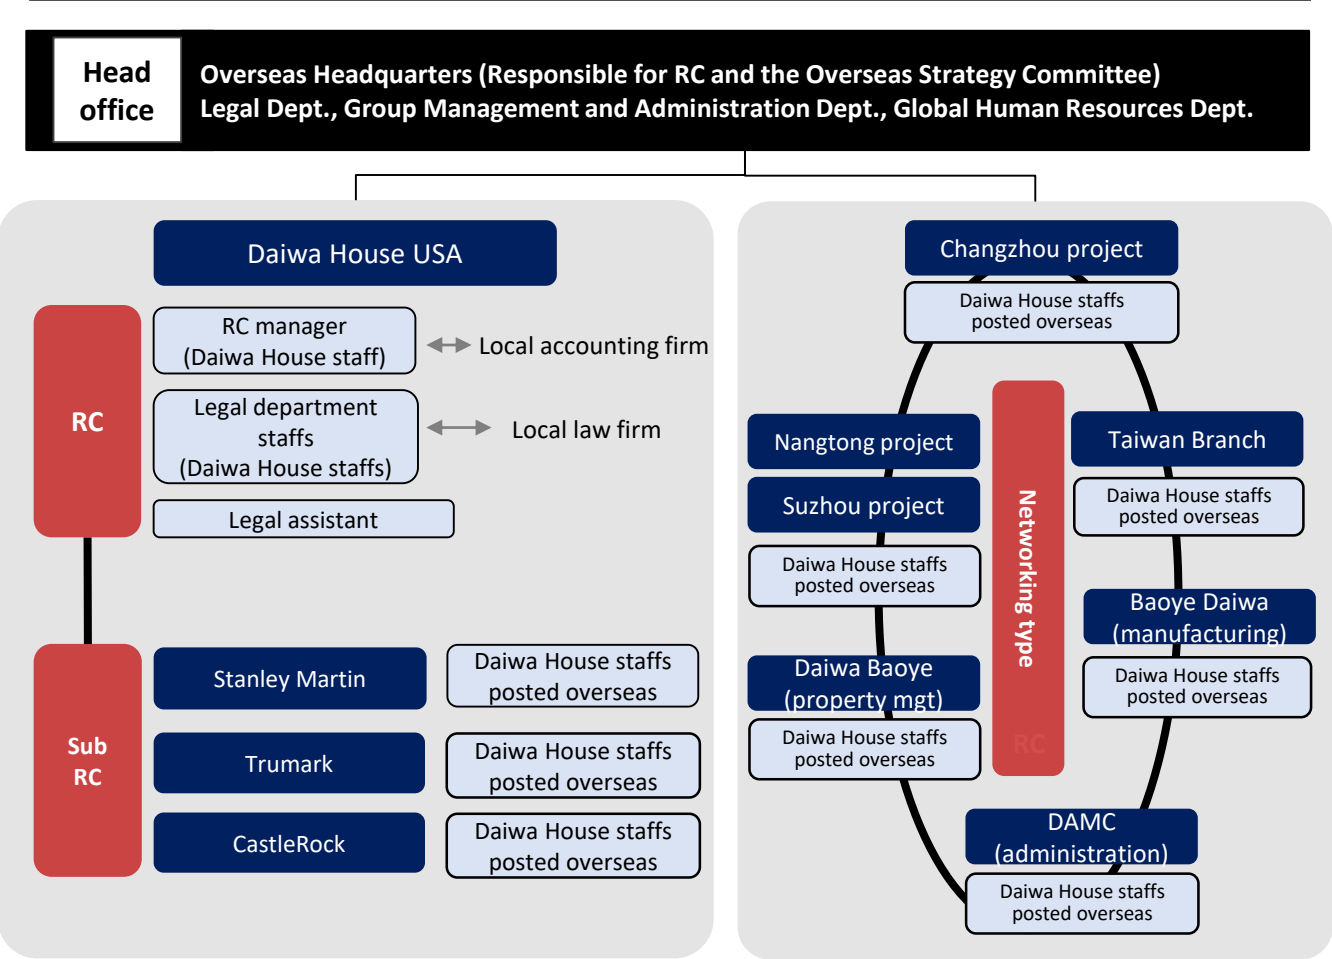 Head
office
Overseas Headquarters (Responsible for RC and the Overseas Strategy Committee)
Legal Dept., Group Management and Administration Dept., Global Human Resources Dept.
Daiwa House USA
RC
RC manager
(Daiwa House staff)
Local accounting firm
Legal department
staffs
(Daiwa House staffs)
Local law firm
Legal assistant
Sub
RC
Stanley Martin
Daiwa House staffs
posted overseas
Trumark
Daiwa House staffs
posted overseas
CastleRock
Daiwa House staffs
posted overseas
Changzhou project
Daiwa House staffs
posted overseas
Nangtong project
Suzhou project
Daiwa House staffs
posted overseas
Daiwa Baoye
(property mgt)
Daiwa House staffs
posted overseas
Networking type
RC
Taiwan Branch
Daiwa House staffs
posted overseas
Baoye Daiwa
(manufacturing)
Daiwa House staffs
posted overseas
DAMC
(administration)
Daiwa House staffs
posted overseas